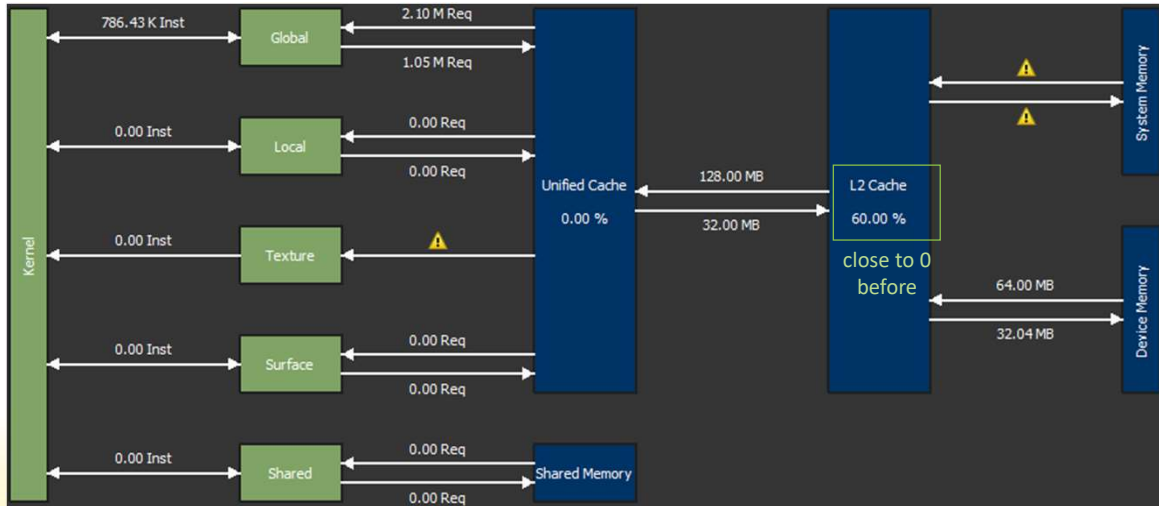 Kernel
786.43 K Inst
Global
2.10 M Req
1.05 M Req
0.00 Inst
Local
0.00 Req
0.00 Req
0.00 Inst
Texture
0.00 Inst
Surface
0.00 Req
0.00 Req
0.00 Inst
Shared
0.00 Req
0.00 Req
Unified Cache
0.00 %
Shared Memory
128.00 MB
32.00 MB
L2 Cache
60.00 %
close to 0
before
System Memory
64.00 MB
32.04 MB
Device Memory